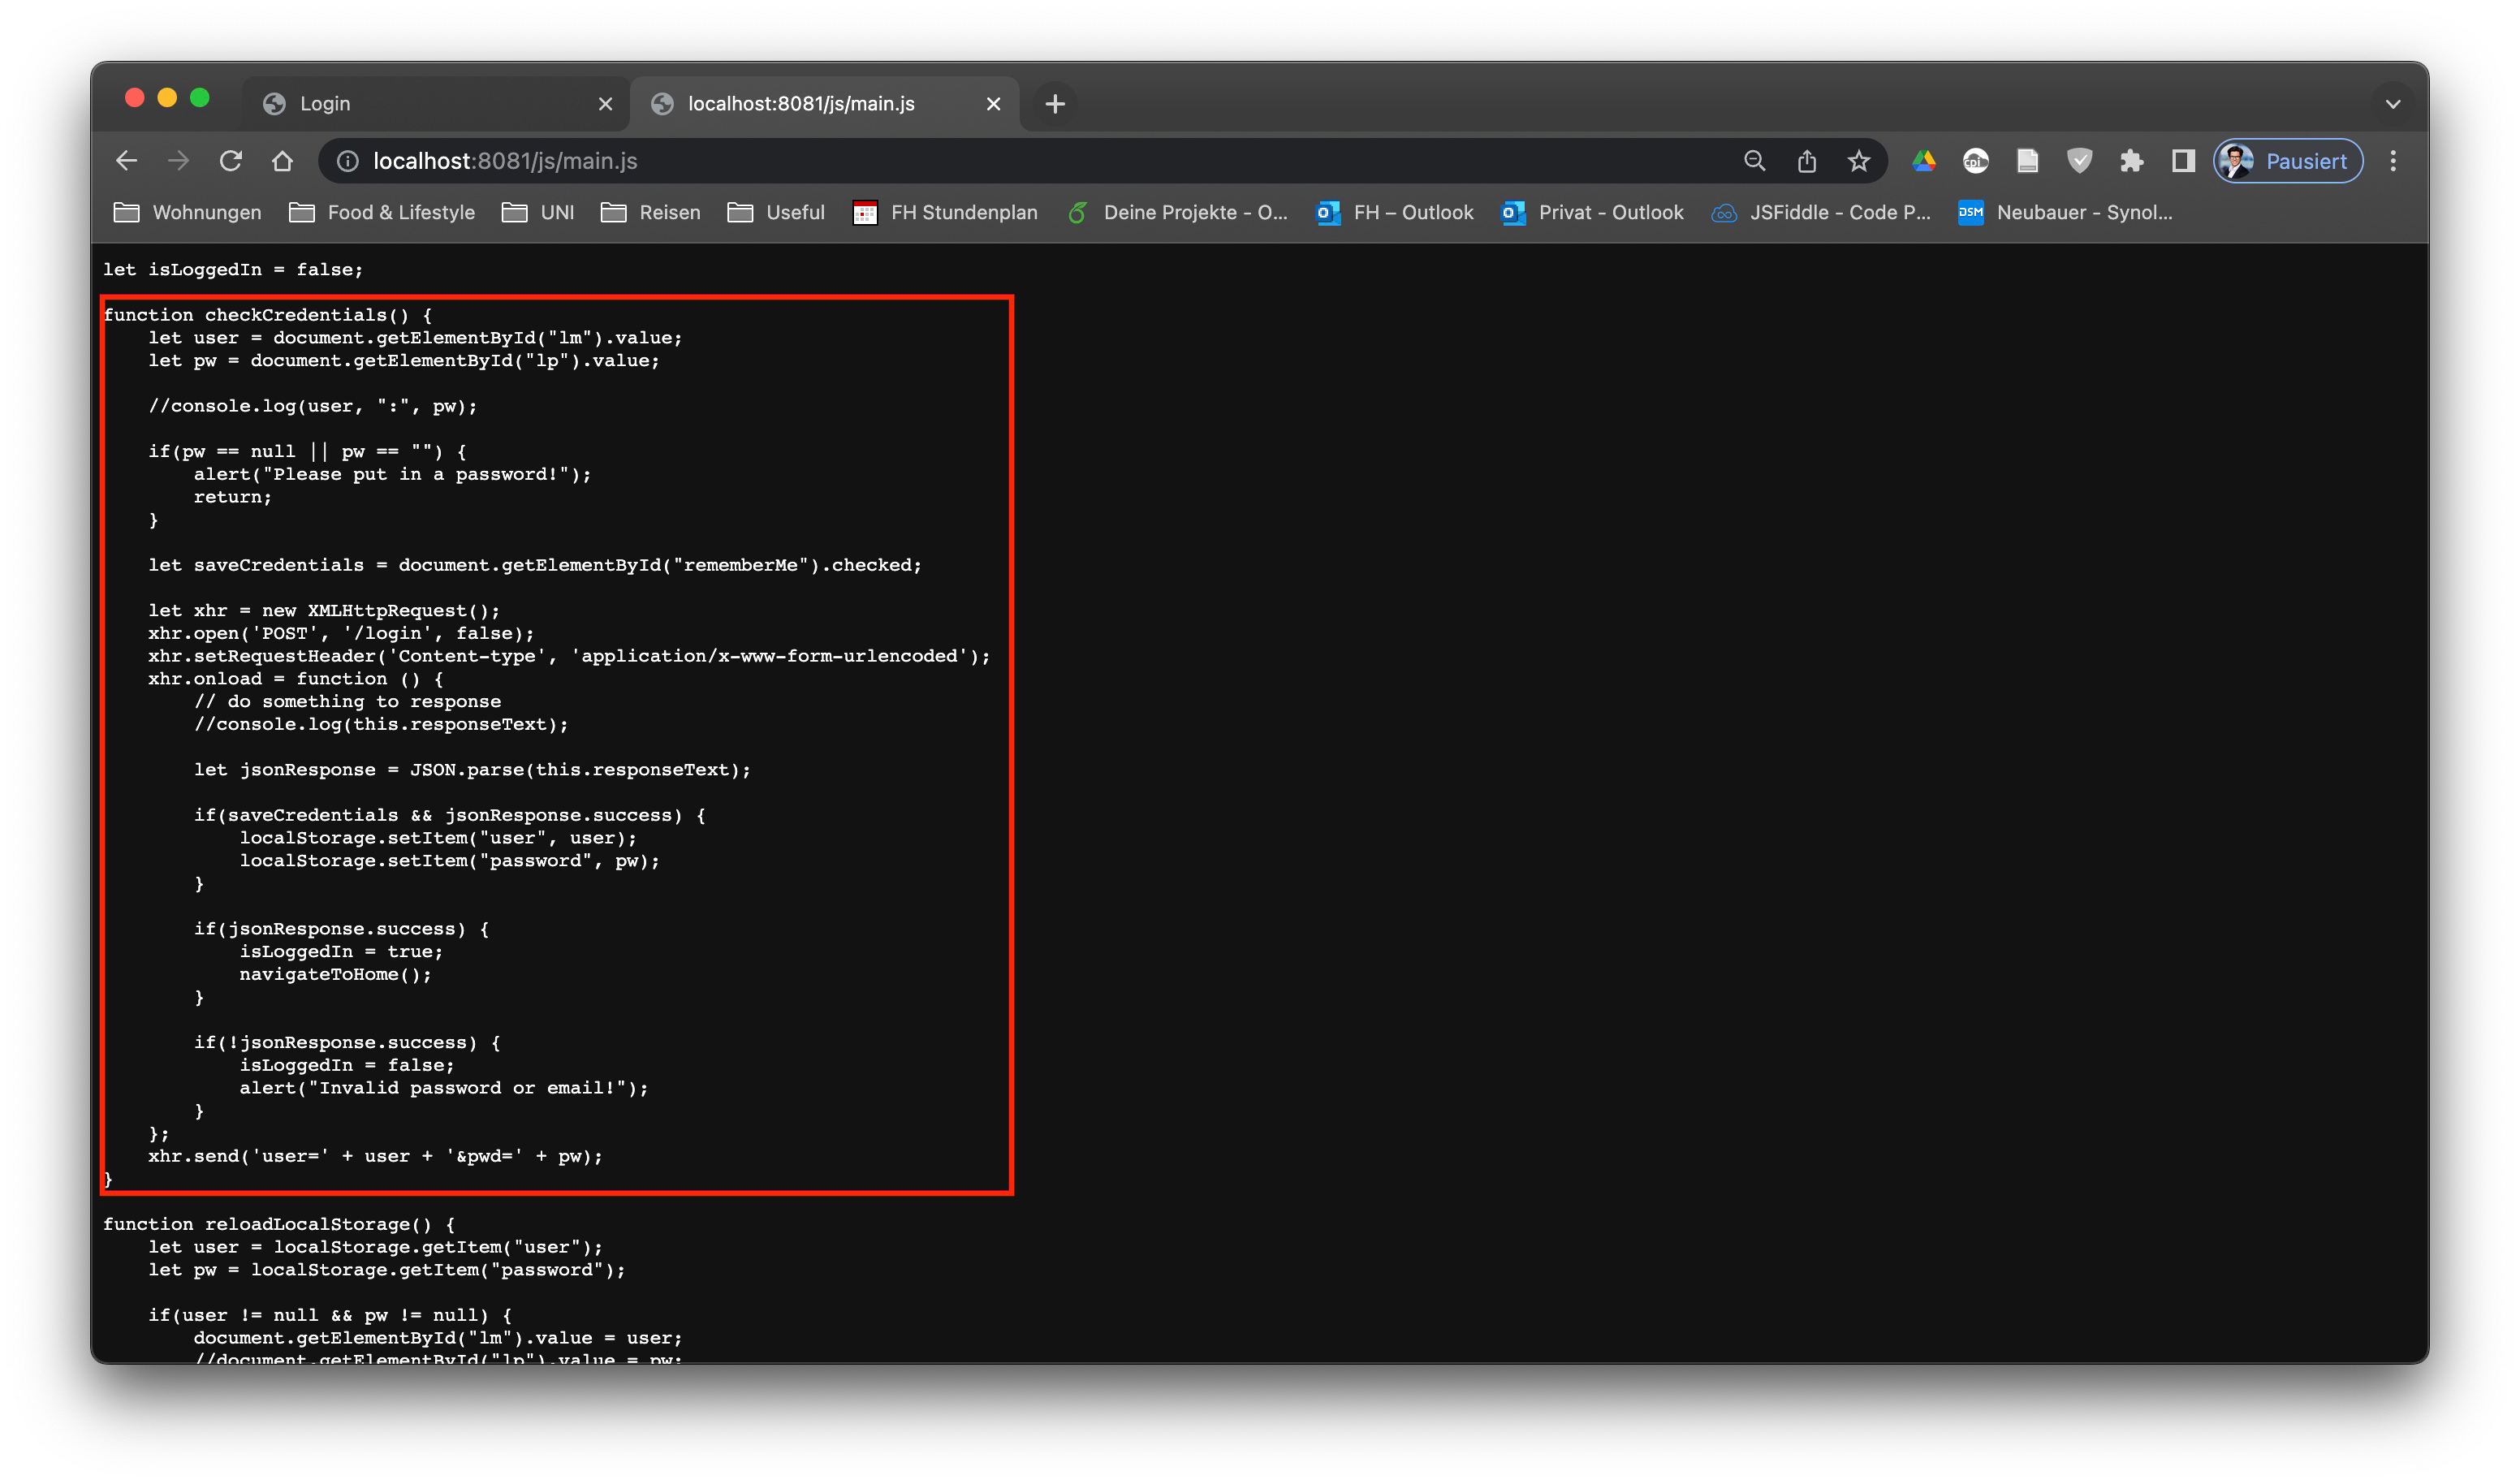 Login
localhost:8081/js/main.js
localhost:8081/js/main.js
cpi
Pausiert
Wohnungen
Food & Lifestyle
UNI
Reisen
Useful
FH Stundenplan
Deine Projekte - O...
FH – Outlook
Privat - Outlook
JSFiddle - Code P...
DSM
Neubauer - Synol...
let isLoggedIn = false;
function checkCredentials() {
    let user = document.getElementById("lm").value;
    let pw = document.getElementById("lp").value;
    //console.log(user, ":", pw);
    if(pw == null || pw == "") {
        alert("Please put in a password!");
        return;
    }
    let saveCredentials = document.getElementById("rememberMe").checked;
    let xhr = new XMLHttpRequest();
    xhr.open('POST', '/login', false);
    xhr.setRequestHeader('Content-type', 'application/x-www-form-urlencoded');
    xhr.onload = function () {
        // do something to response
        //console.log(this.responseText);
        let jsonResponse = JSON.parse(this.responseText);
        if(saveCredentials && jsonResponse.success) {
            localStorage.setItem("user", user);
            localStorage.setItem("password", pw);
        }
        if(jsonResponse.success) {
            isLoggedIn = true;
            navigateToHome();
        }
        if(!jsonResponse.success) {
            isLoggedIn = false;
            alert("Invalid password or email!");
        }
    };
    xhr.send('user=' + user + '&pwd=' + pw);
}
function reloadLocalStorage() {
    let user = localStorage.getItem("user");
    let pw = localStorage.getItem("password");
    if(user != null && pw != null) {
        document.getElementById("lm").value = user;
        //document.getElementById("lp").value = pw;